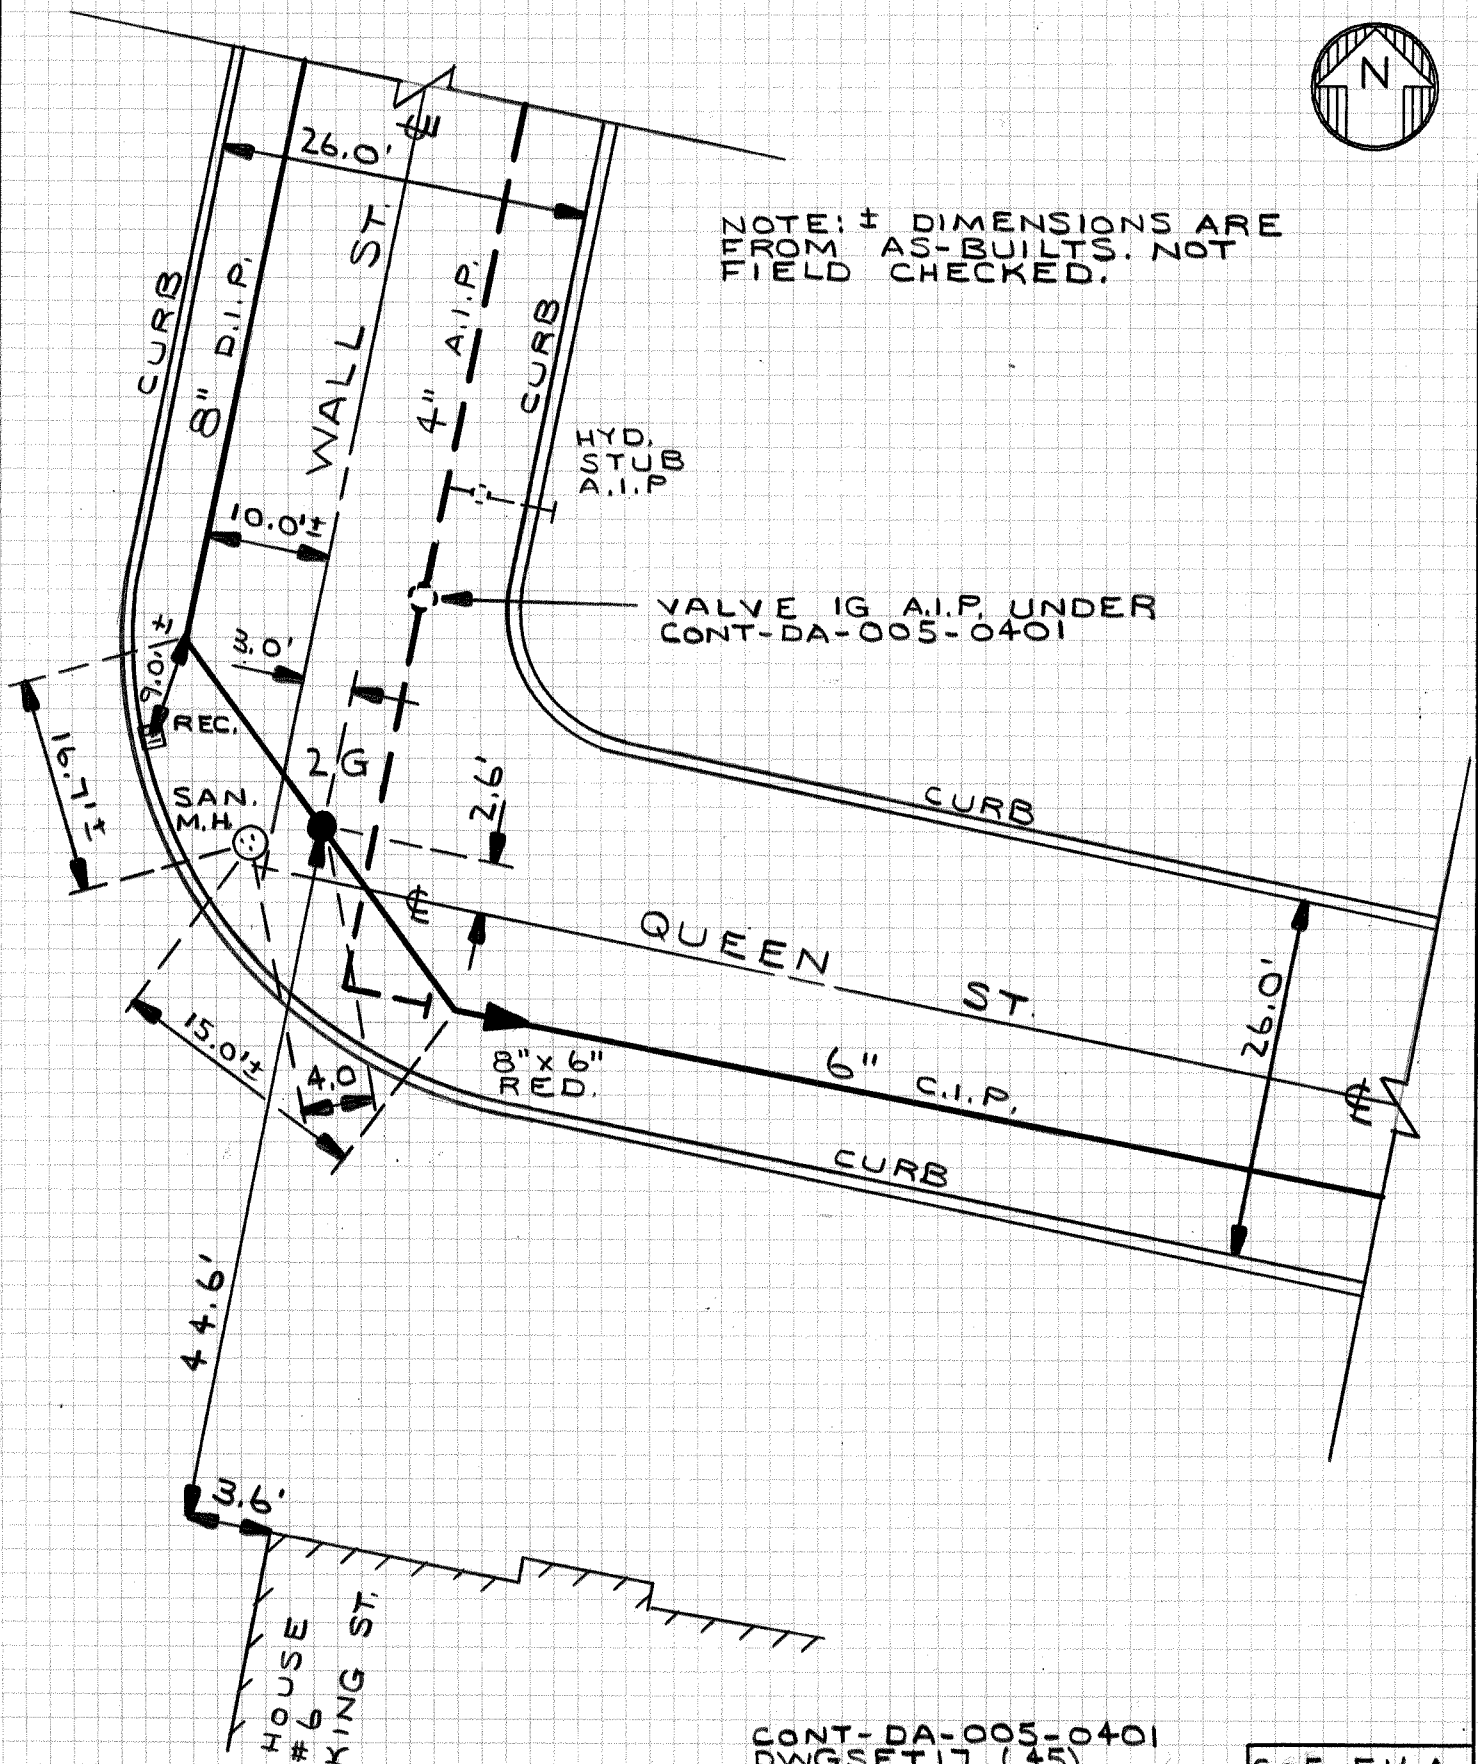 N
26.0'
℄
NOTE: ± DIMENSIONS ARE
FROM AS-BUILTS. NOT
FIELD CHECKED.
CURB
8" D.I.P.
WALL ST.
4" A.I.P.
CURB
HYD.
STUB
A.I.P
10.0'±
VALVE 1G A.I.P. UNDER
CONT-DA-005-0401
3.0'
9.0'±
REC.
16.7'±
2G
2.6'
SAN.
M.H.
CURB
℄
QUEEN ST.
26.0'
15.0'±
4.0
8" x 6"
RED.
6" C.I.P.
℄
CURB
44.6'
3.6'
HOUSE
#6
KING ST.
CONT-DA-005-0401